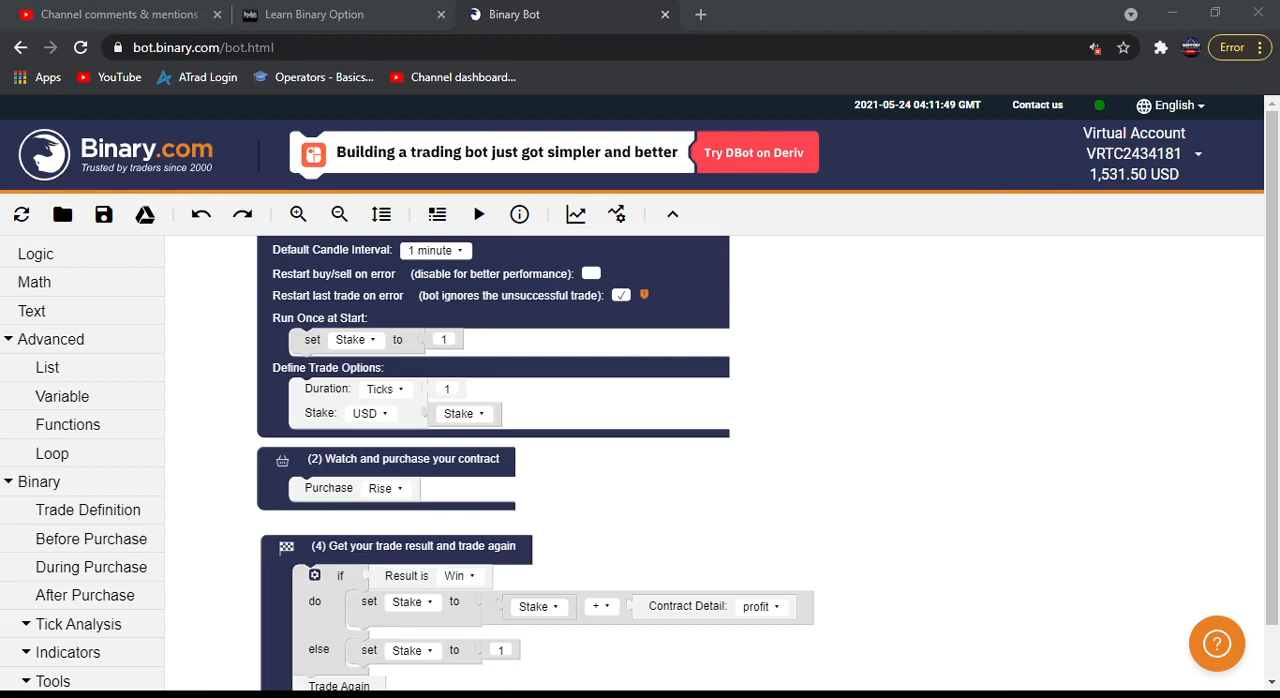 Channel comments & mentions
Learn Binary Option
Binary Bot
bot.binary.com/bot.html
Error
Apps
YouTube
ATrad Login
Operators - Basics...
Channel dashboard...
2021-05-24 04:11:49 GMT
Contact us
English
Binary.com
Trusted by traders since 2000
Building a trading bot just got simpler and better
Try DBot on Deriv
Virtual Account
VRTC2434181
1,531.50 USD
Logic
Math
Text
Advanced
List
Variable
Functions
Loop
Binary
Trade Definition
Before Purchase
During Purchase
After Purchase
Tick Analysis
Indicators
Tools
Default Candle Interval: 1 minute
Restart buy/sell on error (disable for better performance):
Restart last trade on error (bot ignores the unsuccessful trade): ✓
Run Once at Start:
set Stake to 1
Define Trade Options:
Duration: Ticks 1
Stake: USD Stake
(2) Watch and purchase your contract
Purchase Rise
(4) Get your trade result and trade again
if Result is Win
do set Stake to Stake + Contract Detail: profit
else set Stake to 1
Trade Again
?